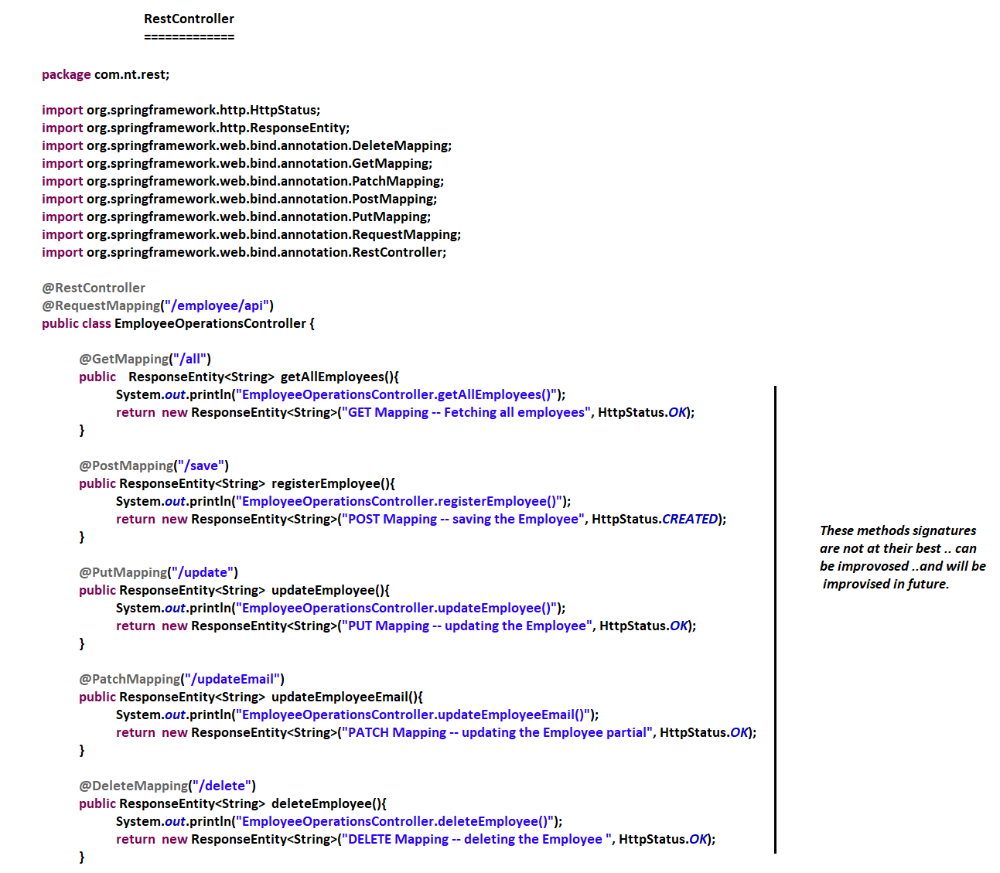 RestController
=============
package com.nt.rest;
import org.springframework.http.HttpStatus;
import org.springframework.http.ResponseEntity;
import org.springframework.web.bind.annotation.DeleteMapping;
import org.springframework.web.bind.annotation.GetMapping;
import org.springframework.web.bind.annotation.PatchMapping;
import org.springframework.web.bind.annotation.PostMapping;
import org.springframework.web.bind.annotation.PutMapping;
import org.springframework.web.bind.annotation.RequestMapping;
import org.springframework.web.bind.annotation.RestController;
@RestController
@RequestMapping("/employee/api")
public class EmployeeOperationsController {
@GetMapping("/all")
public ResponseEntity<String> getAllEmployees(){
System.out.println("EmployeeOperationsController.getAllEmployees()");
return new ResponseEntity<String>("GET Mapping -- Fetching all employees", HttpStatus.OK);
}
@PostMapping("/save")
public ResponseEntity<String> registerEmployee(){
System.out.println("EmployeeOperationsController.registerEmployee()");
return new ResponseEntity<String>("POST Mapping -- saving the Employee", HttpStatus.CREATED);
}
@PutMapping("/update")
public ResponseEntity<String> updateEmployee(){
System.out.println("EmployeeOperationsController.updateEmployee()");
return new ResponseEntity<String>("PUT Mapping -- updating the Employee", HttpStatus.OK);
}
@PatchMapping("/updateEmail")
public ResponseEntity<String> updateEmployeeEmail(){
System.out.println("EmployeeOperationsController.updateEmployeeEmail()");
return new ResponseEntity<String>("PATCH Mapping -- updating the Employee partial", HttpStatus.OK);
}
@DeleteMapping("/delete")
public ResponseEntity<String> deleteEmployee(){
System.out.println("EmployeeOperationsController.deleteEmployee()");
return new ResponseEntity<String>("DELETE Mapping -- deleting the Employee ", HttpStatus.OK);
}
These methods signatures
are not at their best .. can
be improvosed ..and will be
improvised in future.